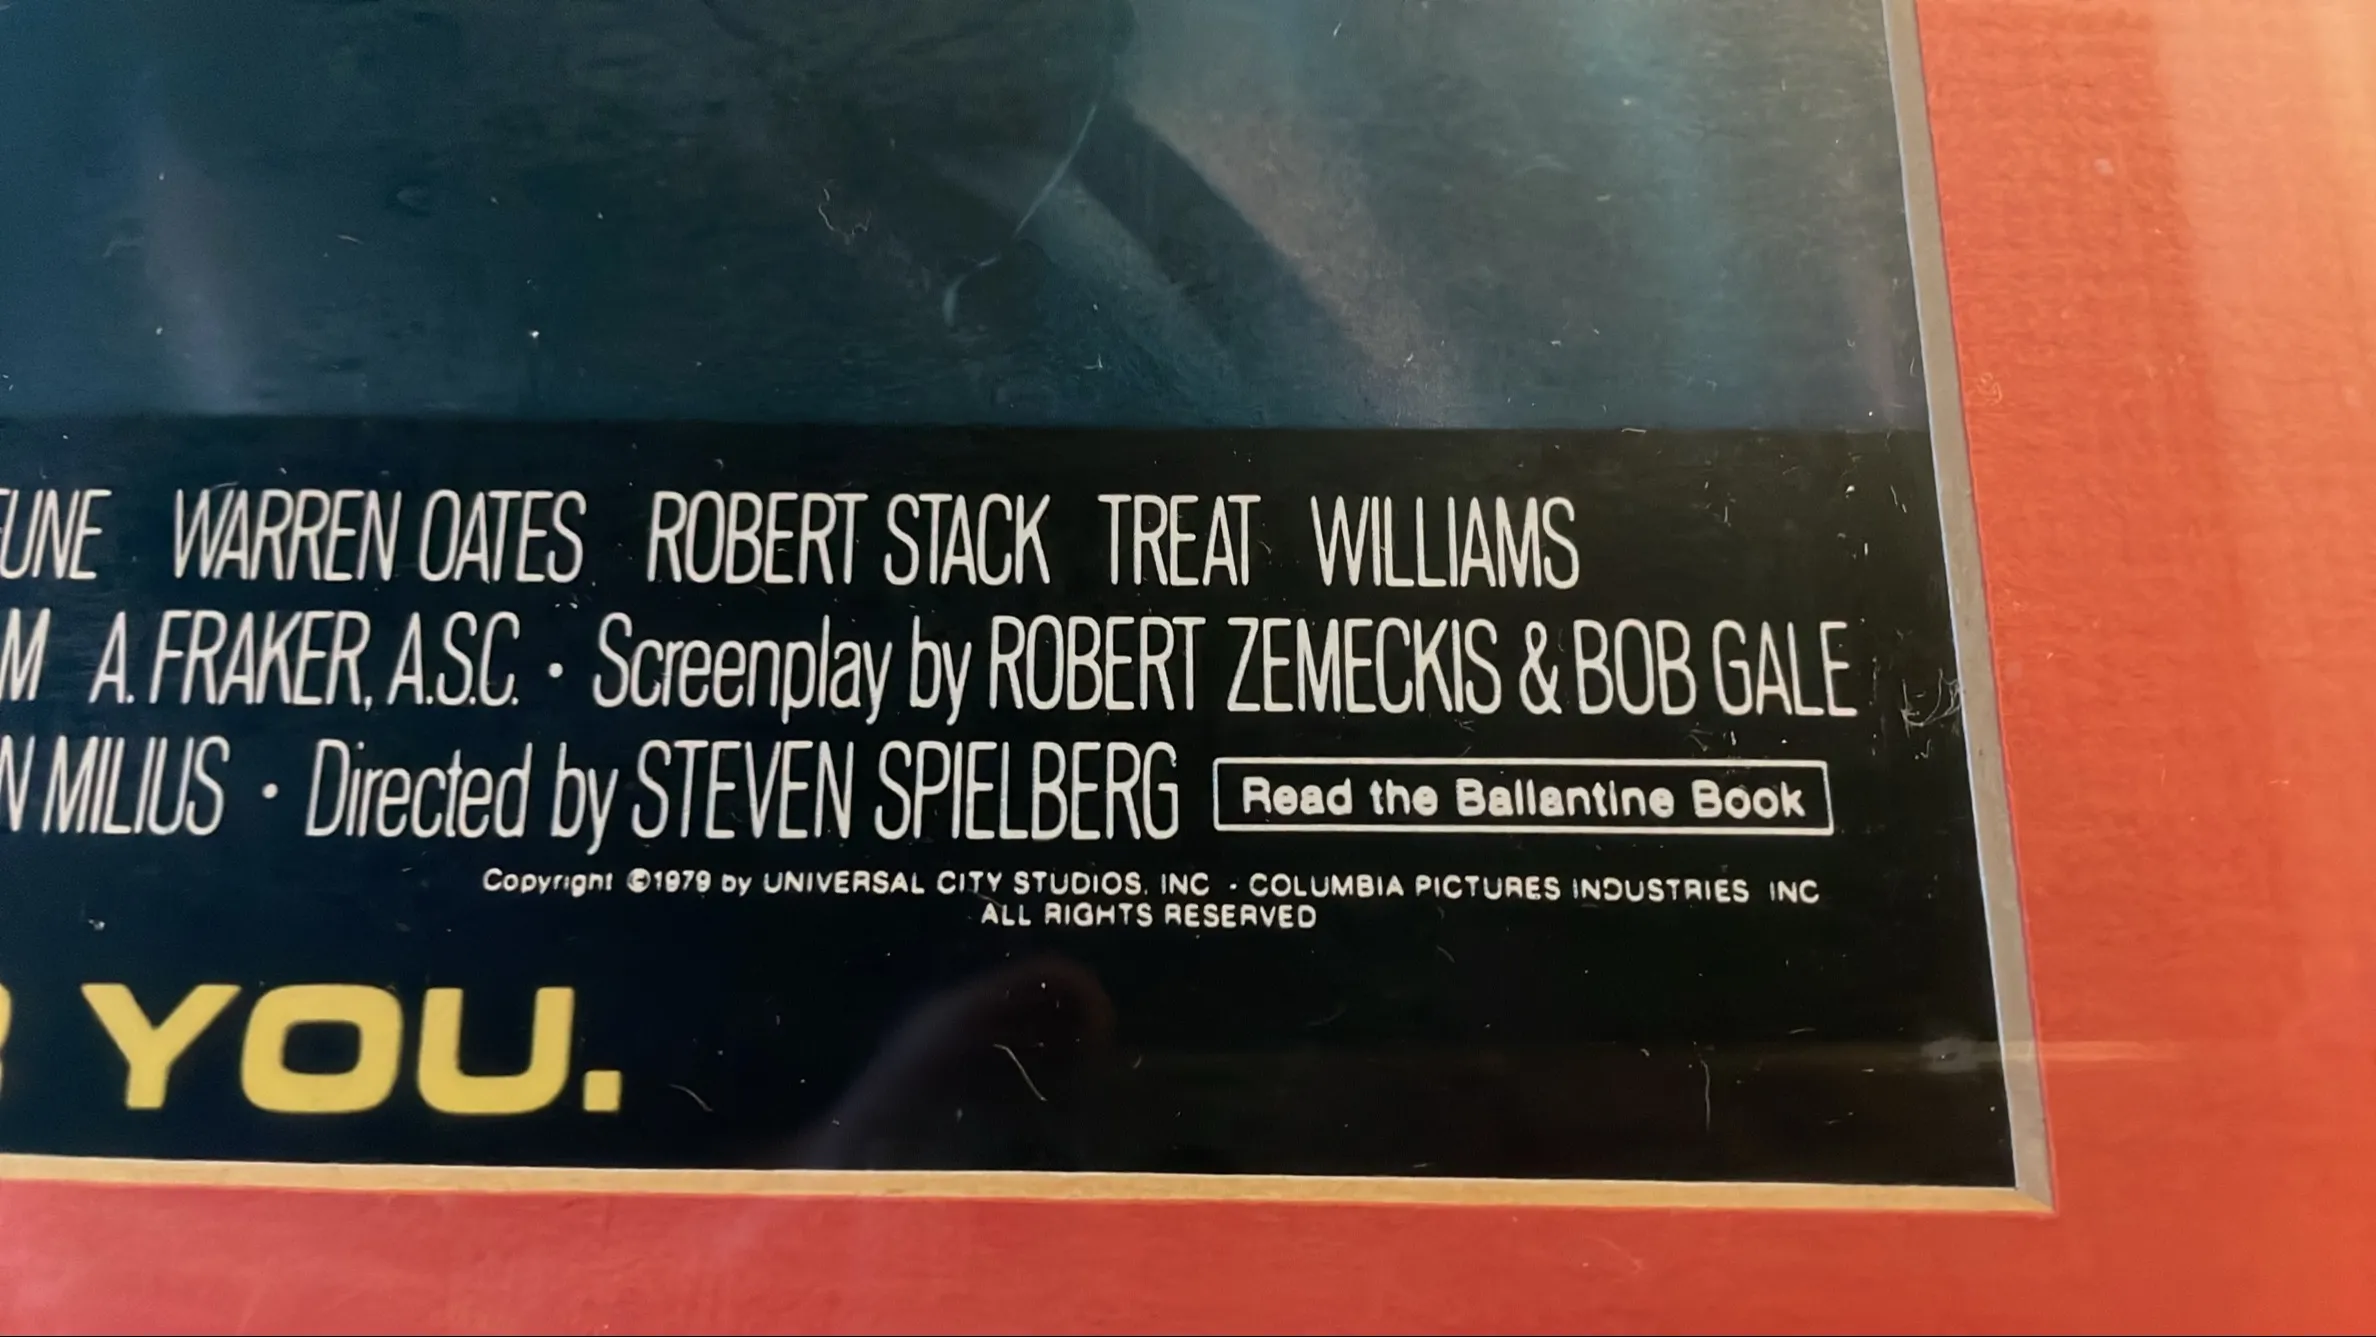 UNE WARREN OATES ROBERT STACK TREAT WILLIAMS
M A. FRAKER, A.S.C. • Screenplay by ROBERT ZEMECKIS & BOB GALE
N MILIUS • Directed by STEVEN SPIELBERG Read the Ballantine Book
Copyright ©1979 by UNIVERSAL CITY STUDIOS, INC • COLUMBIA PICTURES INDUSTRIES INC
ALL RIGHTS RESERVED
YOU.